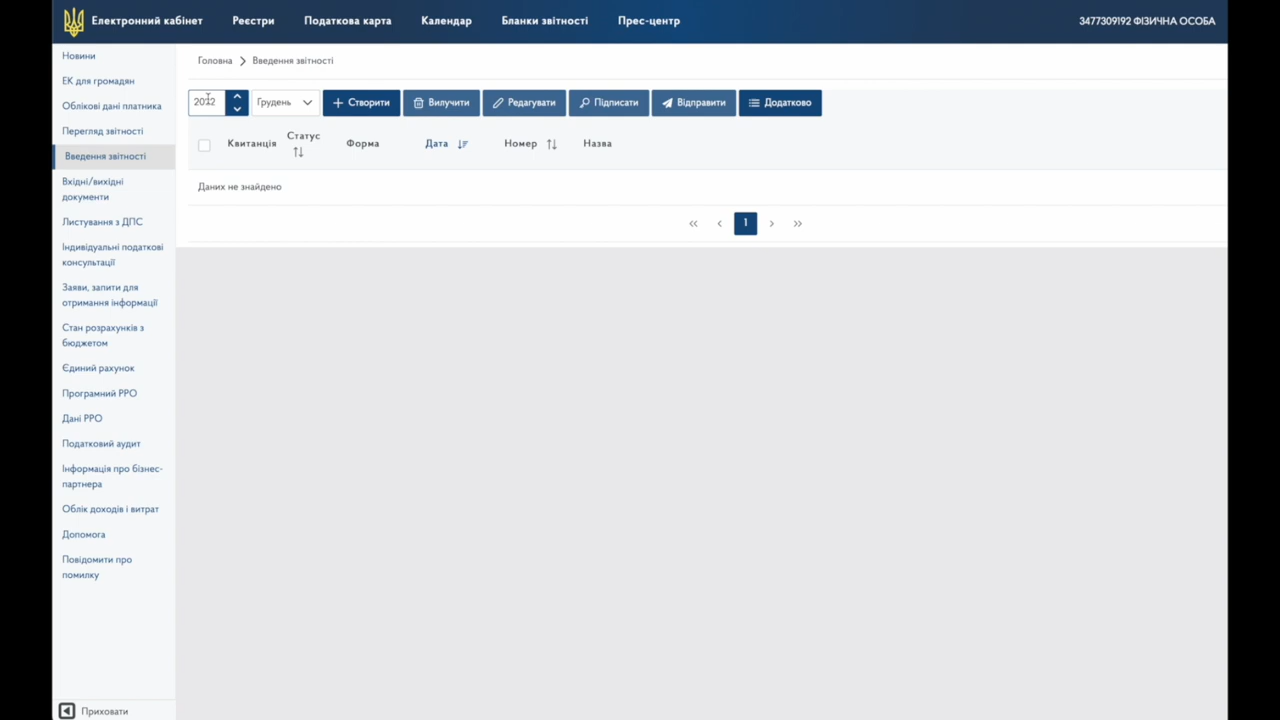 Електронний кабінет
Реєстри
Податкова карта
Календар
Бланки звітності
Прес-центр
3477309192 ФІЗИЧНА ОСОБА
Новини
ЕК для громадян
Облікові дані платника
Перегляд звітності
Введення звітності
Вхідні/вихідні
документи
Листування з ДПС
Індивідуальні податкові
консультації
Заяви, запити для
отримання інформації
Стан розрахунків з
бюджетом
Єдиний рахунок
Програмний РРО
Дані РРО
Податковий аудит
Інформація про бізнес-
партнера
Облік доходів і витрат
Допомога
Повідомити про
помилку
Приховати
Головна
Введення звітності
Грудень
Створити
Вилучити
Редагувати
Підписати
Відправити
Додатково
Квитанція
Статус
Форма
Дата
Номер
Назва
Даних не знайдено
1